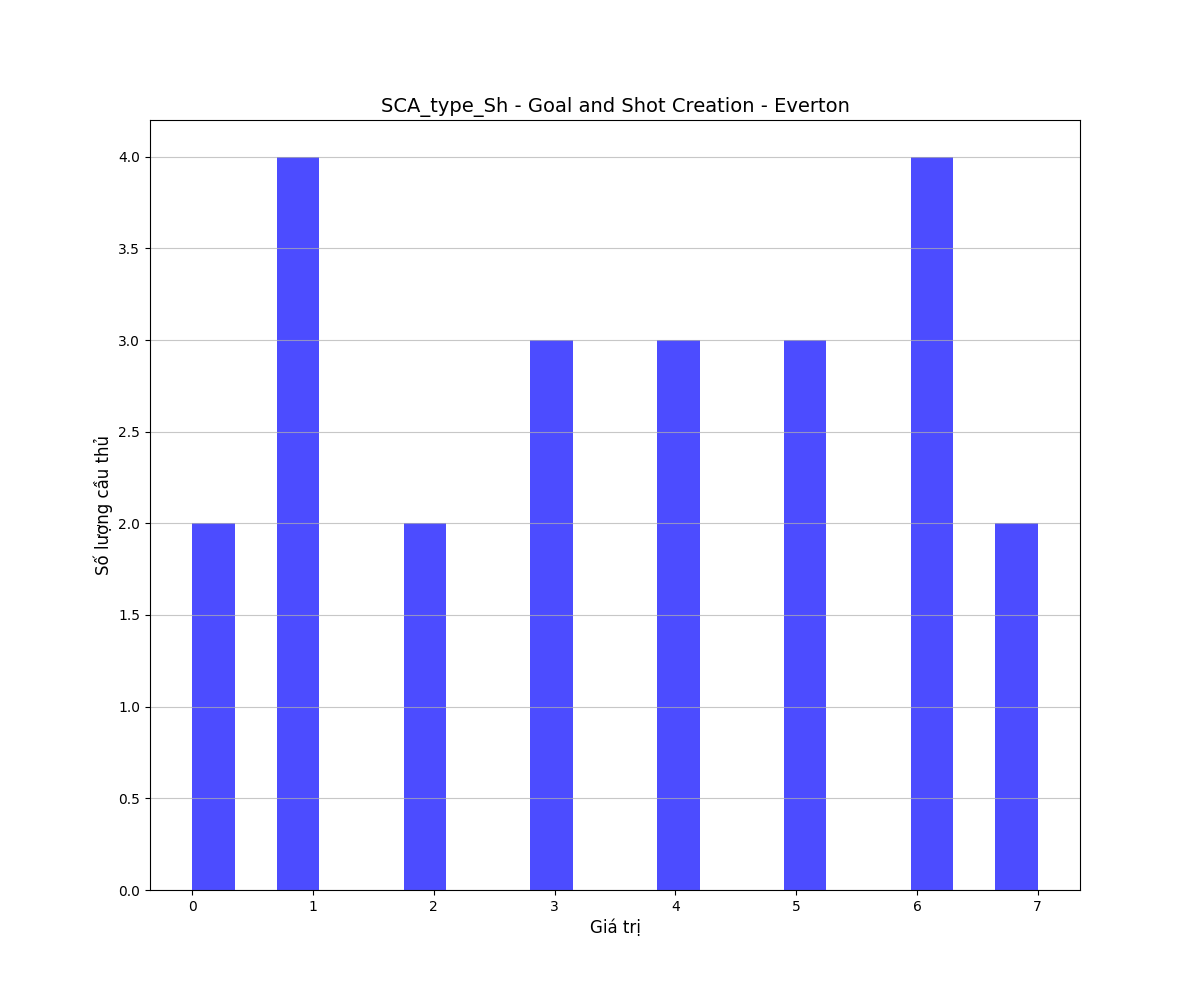 SCA_type_Sh - Goal and Shot Creation - Everton
Số lượng cầu thủ
4.0
3.5
3.0
2.5
2.0
1.5
1.0
0.5
0.0
0 1 2 3 4 5 6 7
Giá trị